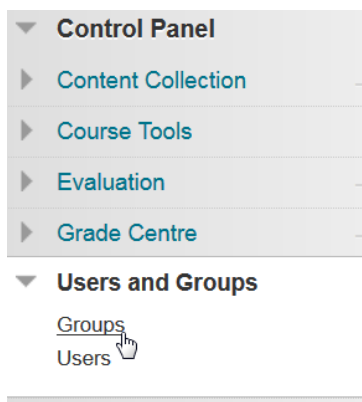 Control Panel
Content Collection
Course Tools
Evaluation
Grade Centre
Users and Groups
Groups
Users